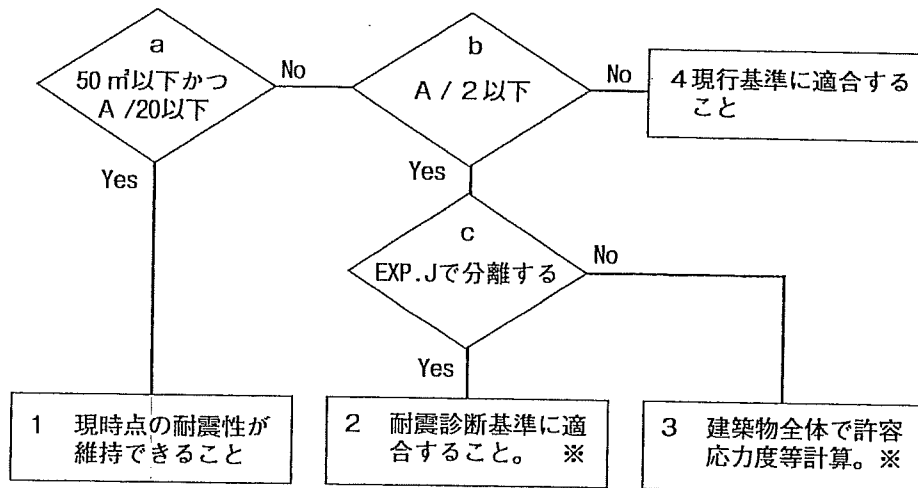 a
50㎡以下かつ
A/20以下
No
b
A/2以下
No
4現行基準に適合する
こと
Yes
Yes
c
EXP.Jで分離する
No
Yes
1 現時点の耐震性が
維持できること
2 耐震診断基準に適
合すること。 ※
3 建築物全体で許容
応力度等計算。※